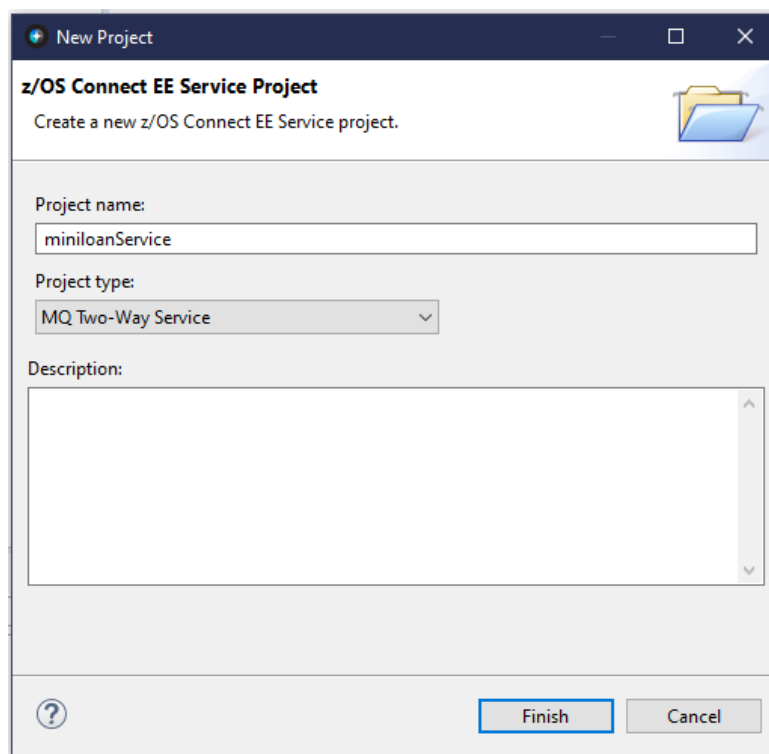 New Project
z/OS Connect EE Service Project
Create a new z/OS Connect EE Service project.
Project name:
miniloanService
Project type:
MQ Two-Way Service
Description:
?
Finish
Cancel